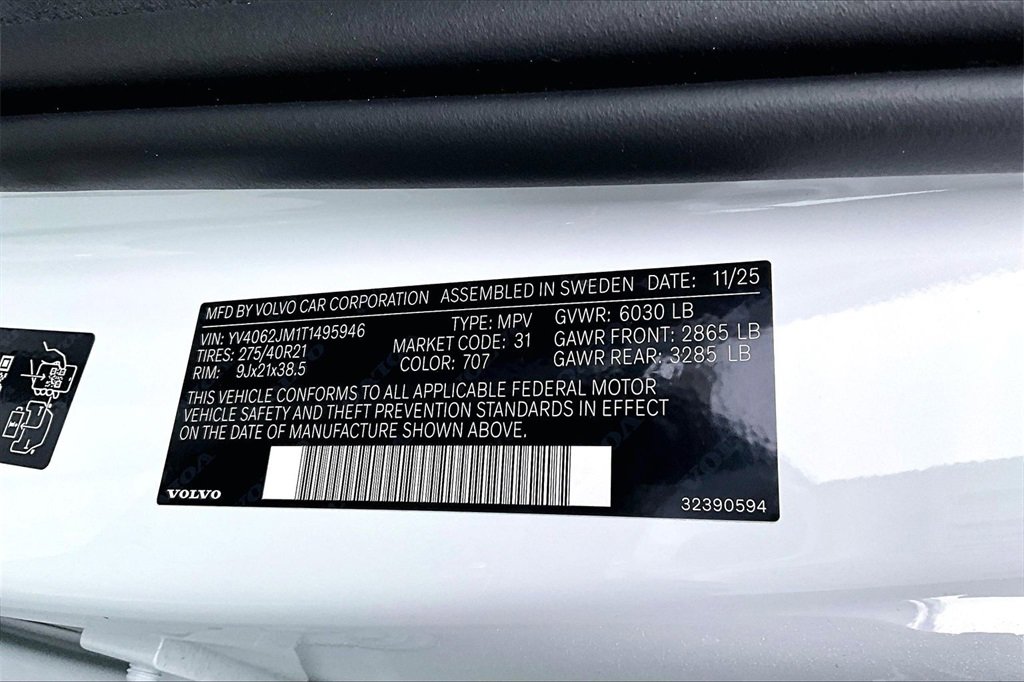 MFD BY VOLVO CAR CORPORATION ASSEMBLED IN SWEDEN DATE: 11/25
VIN: YV4062JM1T1495946 TYPE: MPV GVWR: 6030 LB
TIRES: 275/40R21 MARKET CODE: 31 GAWR FRONT: 2865 LB
RIM: 9Jx21x38.5 COLOR: 707 GAWR REAR: 3285 LB
THIS VEHICLE CONFORMS TO ALL APPLICABLE FEDERAL MOTOR
VEHICLE SAFETY AND THEFT PREVENTION STANDARDS IN EFFECT
ON THE DATE OF MANUFACTURE SHOWN ABOVE.
VOLVO 32390594